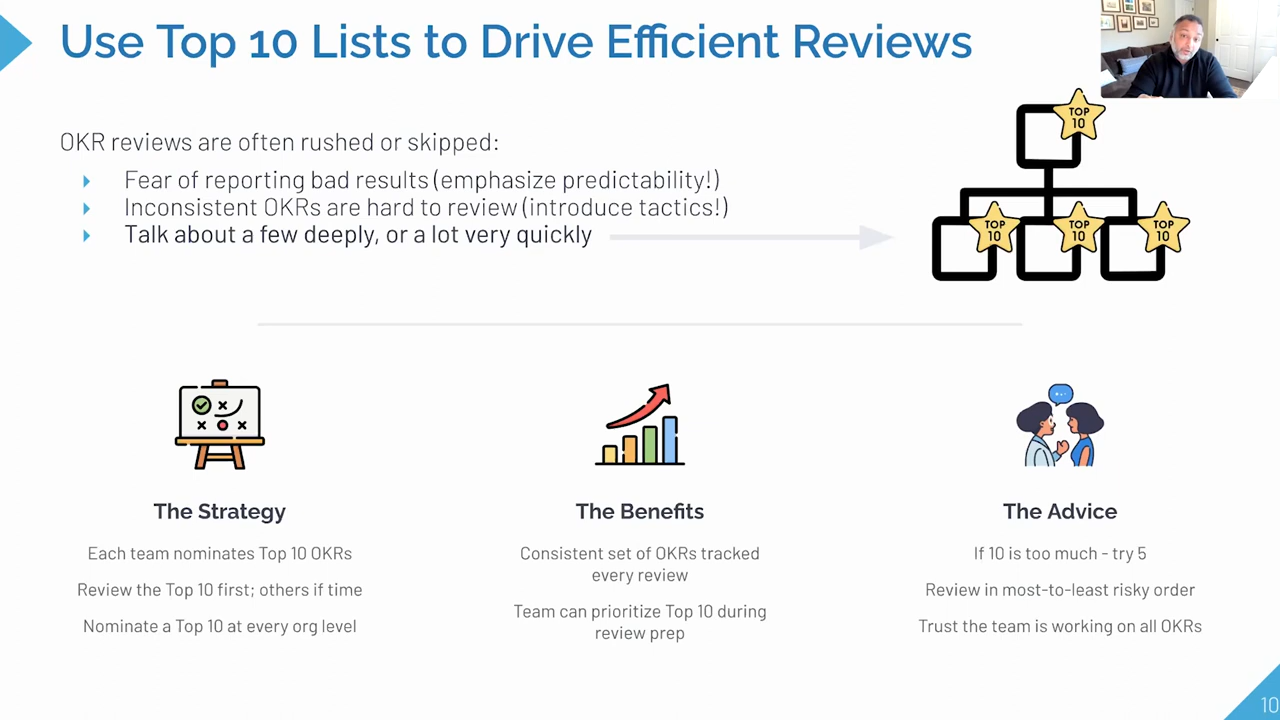 Use Top 10 Lists to Drive Efficient Reviews
OKR reviews are often rushed or skipped:
Fear of reporting bad results (emphasize predictability!)
Inconsistent OKRs are hard to review (introduce tactics!)
Talk about a few deeply, or a lot very quickly
TOP
10
TOP
10
TOP
10
TOP
10
The Strategy
Each team nominates Top 10 OKRs
Review the Top 10 first; others if time
Nominate a Top 10 at every org level
The Benefits
Consistent set of OKRs tracked
every review
Team can prioritize Top 10 during
review prep
The Advice
If 10 is too much - try 5
Review in most-to-least risky order
Trust the team is working on all OKRs
10